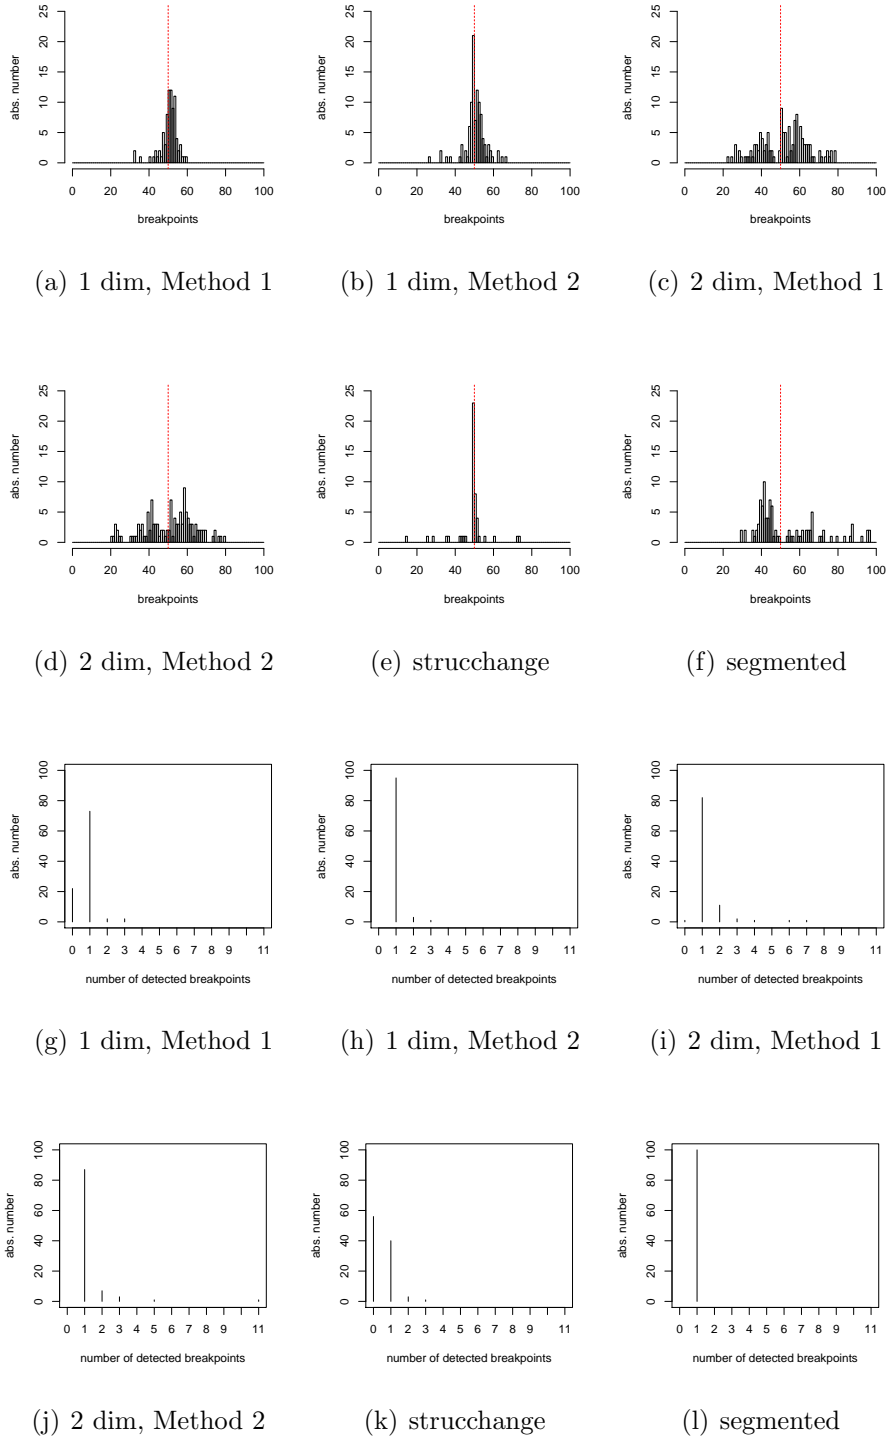 abs. number
25
20
15
10
5
0
0 20 40 60 80 100
breakpoints
(a) 1 dim, Method 1
abs. number
25
20
15
10
5
0
0 20 40 60 80 100
breakpoints
(b) 1 dim, Method 2
abs. number
25
20
15
10
5
0
0 20 40 60 80 100
breakpoints
(c) 2 dim, Method 1
abs. number
25
20
15
10
5
0
0 20 40 60 80 100
breakpoints
(d) 2 dim, Method 2
abs. number
25
20
15
10
5
0
0 20 40 60 80 100
breakpoints
(e) strucchange
abs. number
25
20
15
10
5
0
0 20 40 60 80 100
breakpoints
(f) segmented
abs. number
100
80
60
40
20
0
0 1 2 3 4 5 6 7 8 9 11
number of detected breakpoints
(g) 1 dim, Method 1
abs. number
100
80
60
40
20
0
0 1 2 3 4 5 6 7 8 9 11
number of detected breakpoints
(h) 1 dim, Method 2
abs. number
100
80
60
40
20
0
0 1 2 3 4 5 6 7 8 9 11
number of detected breakpoints
(i) 2 dim, Method 1
abs. number
100
80
60
40
20
0
0 1 2 3 4 5 6 7 8 9 11
number of detected breakpoints
(j) 2 dim, Method 2
abs. number
100
80
60
40
20
0
0 1 2 3 4 5 6 7 8 9 11
number of detected breakpoints
(k) strucchange
abs. number
100
80
60
40
20
0
0 1 2 3 4 5 6 7 8 9 11
number of detected breakpoints
(l) segmented